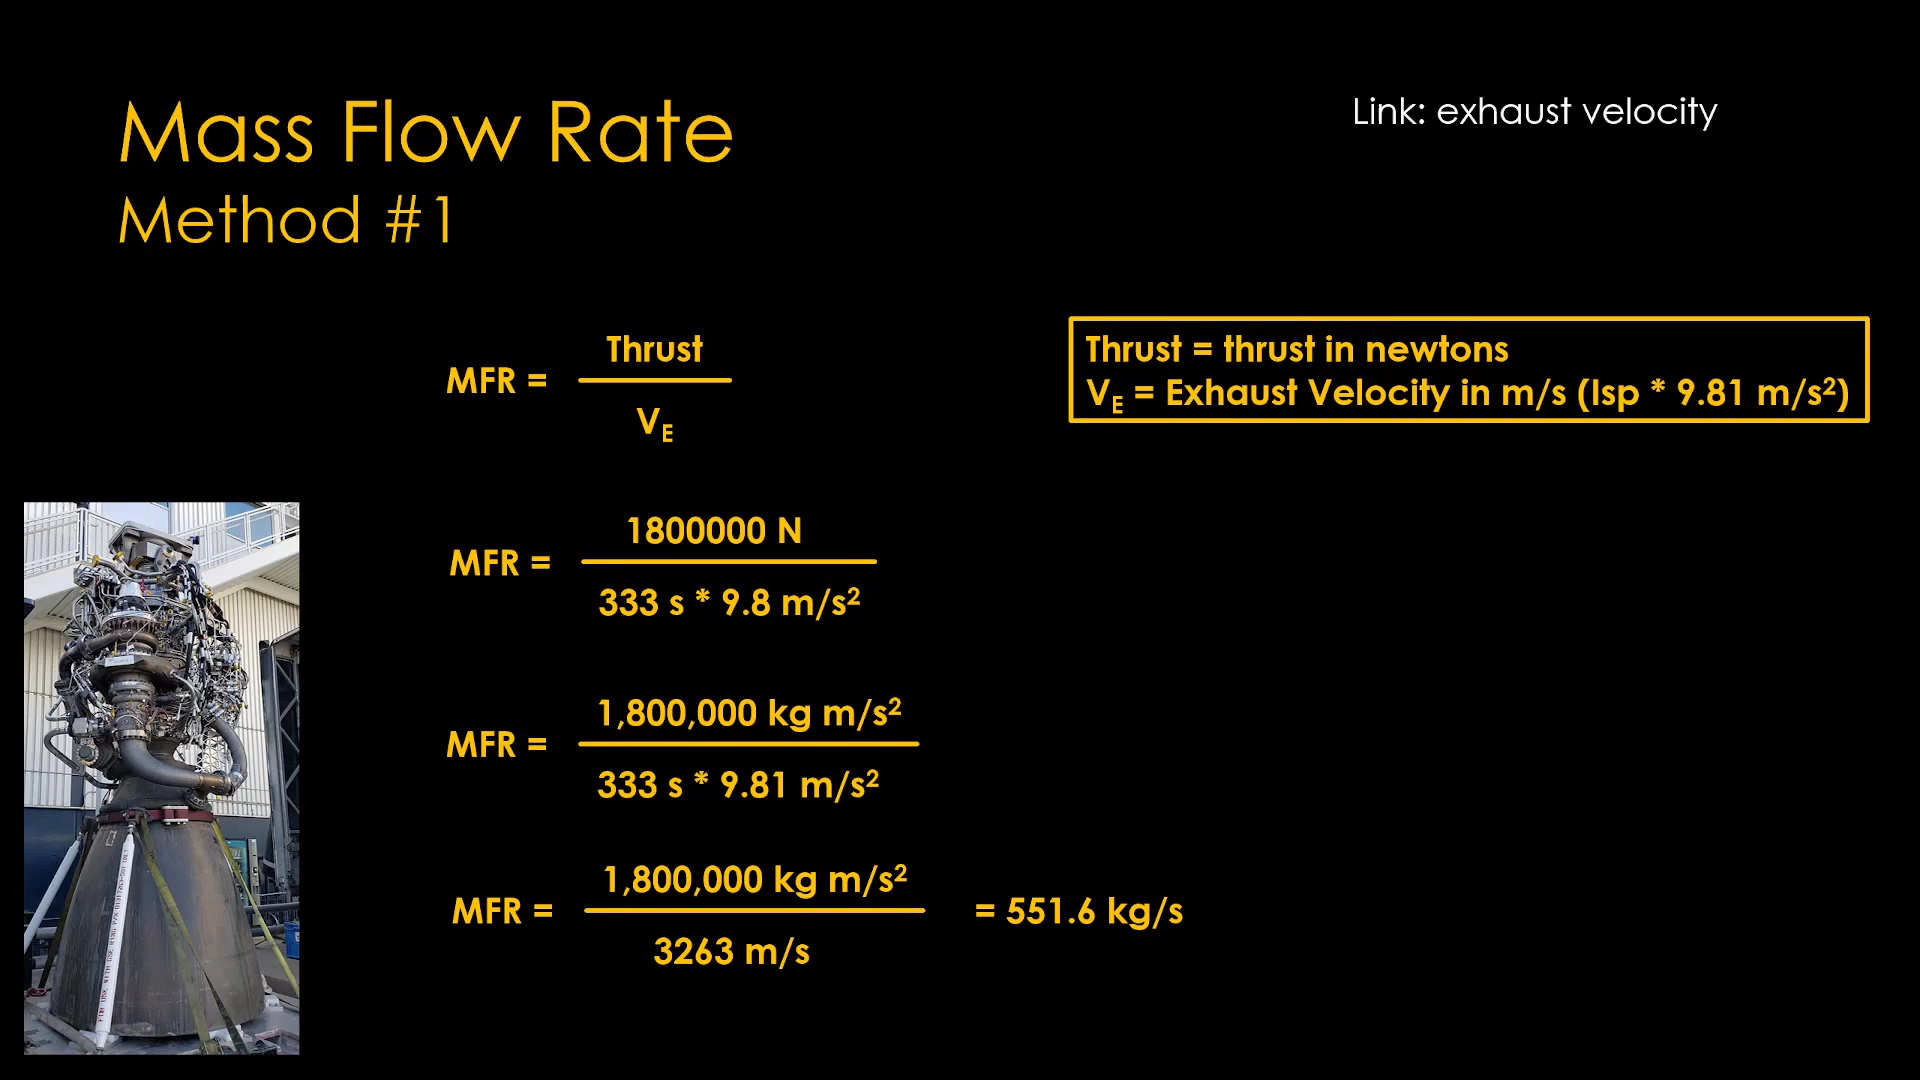 Mass Flow Rate
Method #1
Link: exhaust velocity
MFR = Thrust / V_E
Thrust = thrust in newtons
V_E = Exhaust Velocity in m/s (Isp * 9.81 m/s²)
MFR = 1800000 N / 333 s * 9.8 m/s²
MFR = 1,800,000 kg m/s² / 333 s * 9.81 m/s²
MFR = 1,800,000 kg m/s² / 3263 m/s = 551.6 kg/s